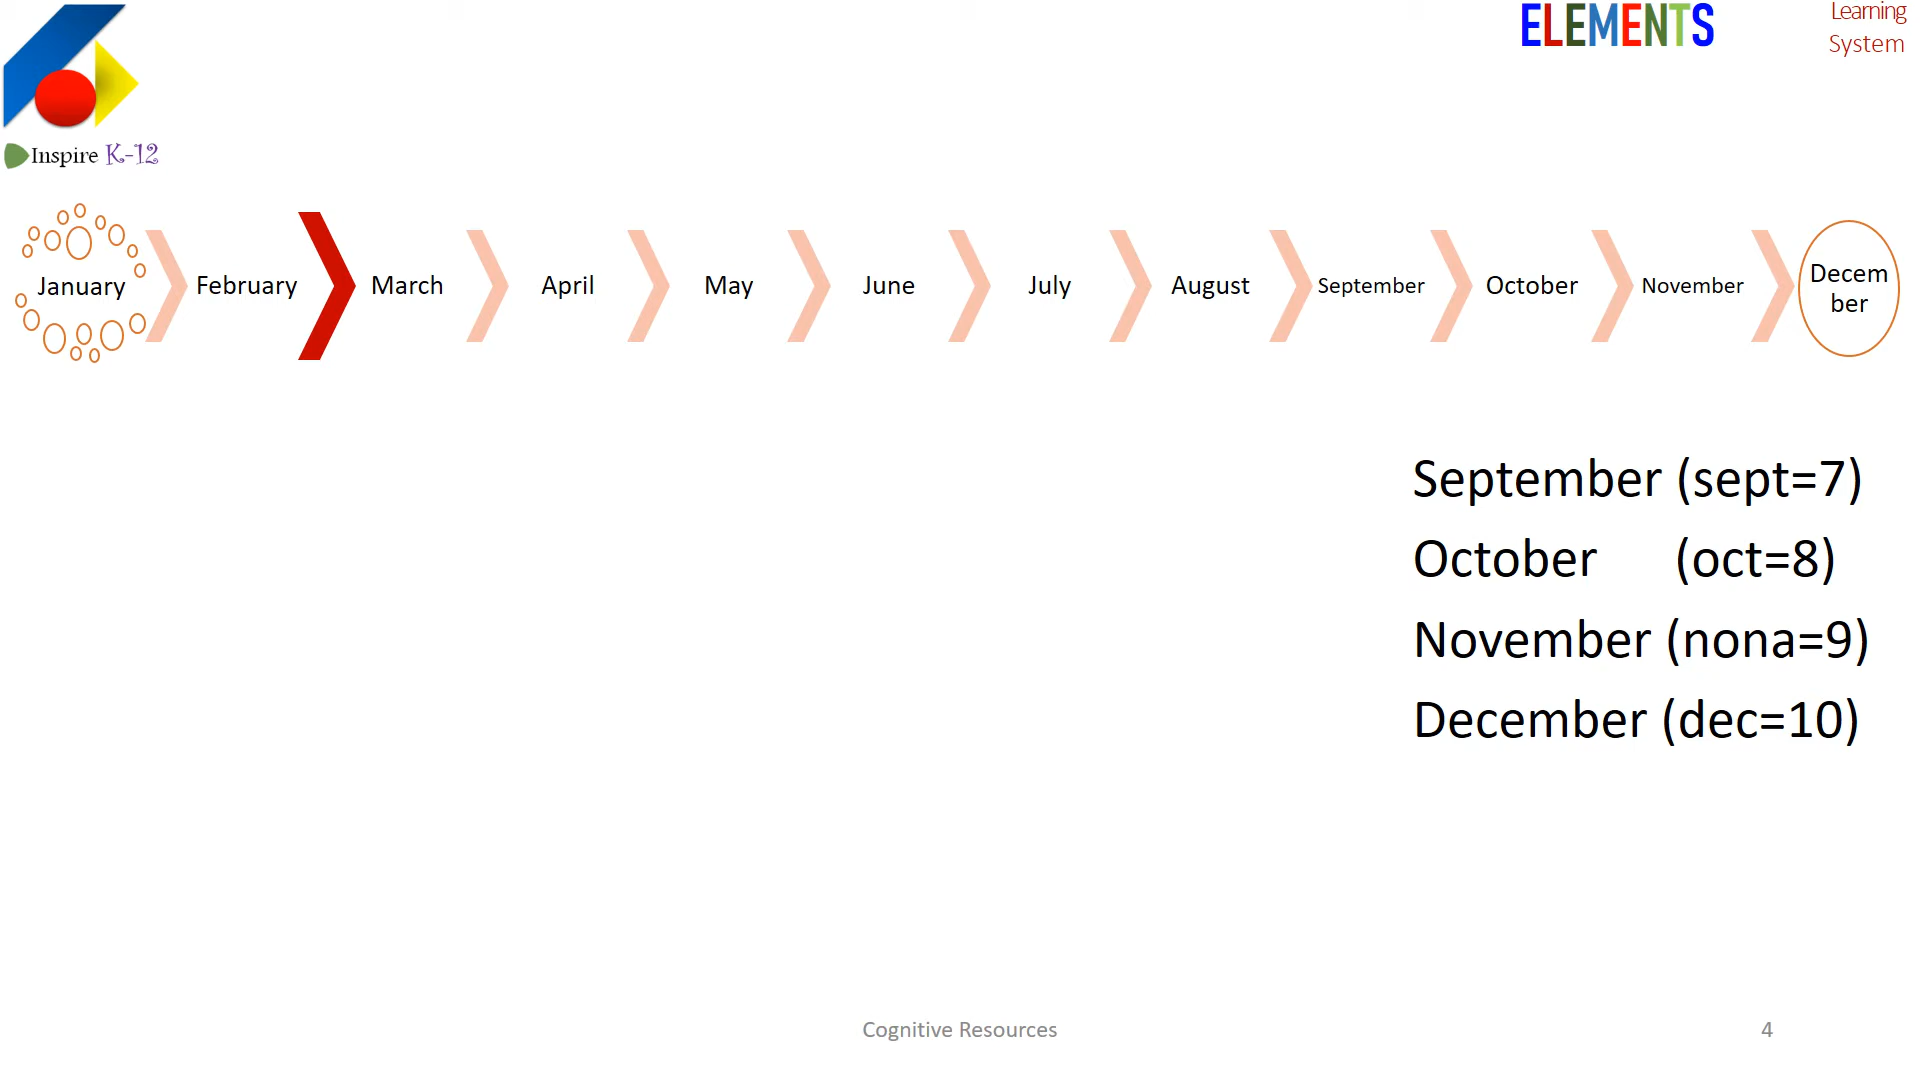 ELEMENTS
Learning
System
Inspire K-12
January
February
March
April
May
June
July
August
September
October
November
Decem
ber
September (sept=7)
October (oct=8)
November (nona=9)
December (dec=10)
Cognitive Resources
4